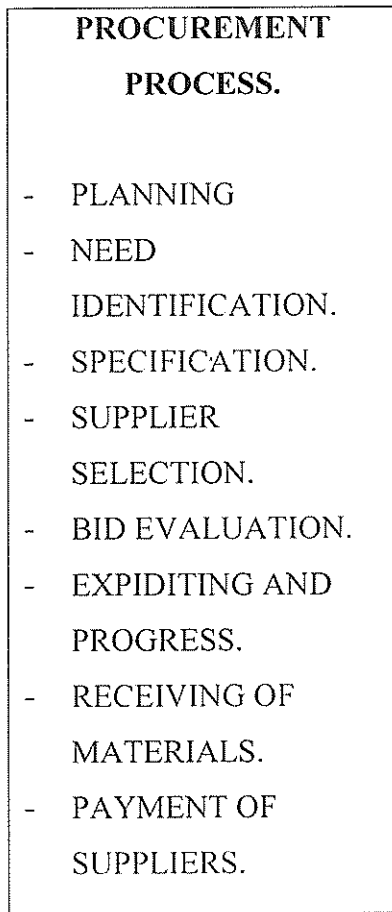 PROCUREMENT
PROCESS.
- PLANNING
- NEED
IDENTIFICATION.
- SPECIFICATION.
- SUPPLIER
SELECTION.
- BID EVALUATION.
- EXPIDITING AND
PROGRESS.
- RECEIVING OF
MATERIALS.
- PAYMENT OF
SUPPLIERS.